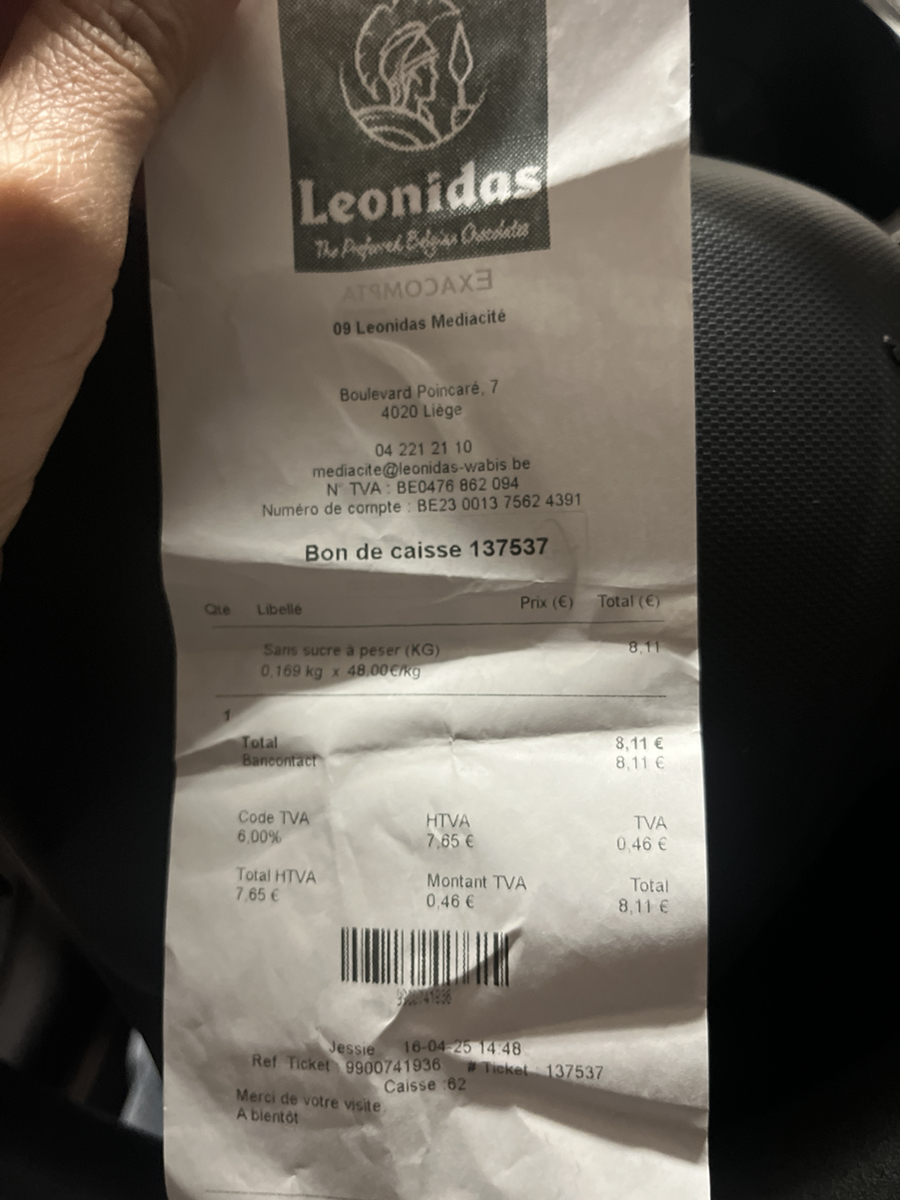 Leonidas
The Preferred Belgian Chocolates
EXACOMPTA
09 Leonidas Mediacité
Boulevard Poincaré, 7
4020 Liège
04 221 21 10
mediacite@leonidas-wabis.be
N° TVA : BE0476 862 094
Numéro de compte : BE23 0013 7562 4391
Bon de caisse 137537
Qté Libellé Prix (€) Total (€)
Sans sucre à peser (KG) 8,11
0,169 kg x 48,00€/kg
1
Total 8,11 €
Bancontact 8,11 €
Code TVA HTVA TVA
6,00% 7,65 € 0,46 €
Total HTVA Montant TVA Total
7,65 € 0,46 € 8,11 €
9900741936
Jessie 16-04-25 14:48
Ref Ticket 9900741936 # Ticket : 137537
Caisse :62
Merci de votre visite
A bientôt